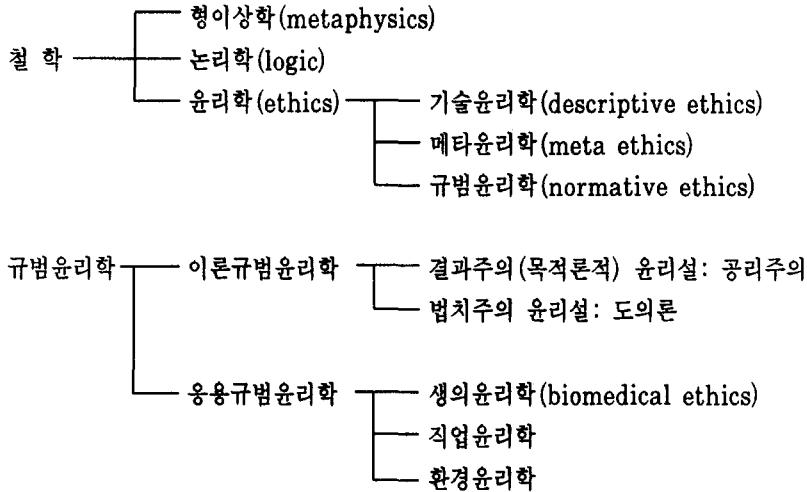 형이상학(metaphysics)
철 학 논리학(logic)
윤리학(ethics) 기술윤리학(descriptive ethics)
메타윤리학(meta ethics)
규범윤리학(normative ethics)
규범윤리학 이론규범윤리학 결과주의(목적론적) 윤리설: 공리주의
법치주의 윤리설: 도의론
응용규범윤리학 생의윤리학(biomedical ethics)
직업윤리학
환경윤리학